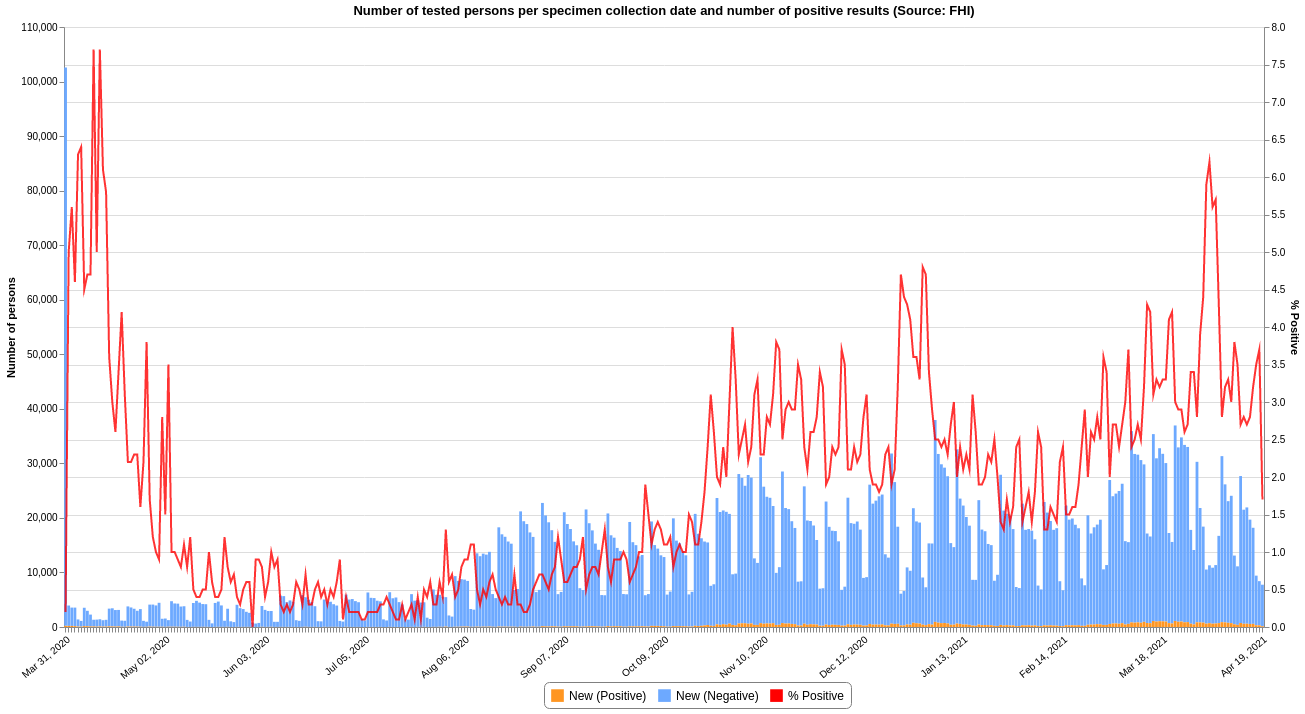 Number of tested persons per specimen collection date and number of positive results (Source: FHI)
110,000
100,000
90,000
80,000
70,000
60,000
50,000
40,000
30,000
20,000
10,000
0
Number of persons
8.0
7.5
7.0
6.5
6.0
5.5
5.0
4.5
4.0
3.5
3.0
2.5
2.0
1.5
1.0
0.5
0.0
% Positive
Mar 31, 2020
May 02, 2020
Jun 03, 2020
Jul 05, 2020
Aug 06, 2020
Sep 07, 2020
Oct 09, 2020
Nov 10, 2020
Dec 12, 2020
Jan 13, 2021
Feb 14, 2021
Mar 18, 2021
Apr 19, 2021
New (Positive)
New (Negative)
% Positive